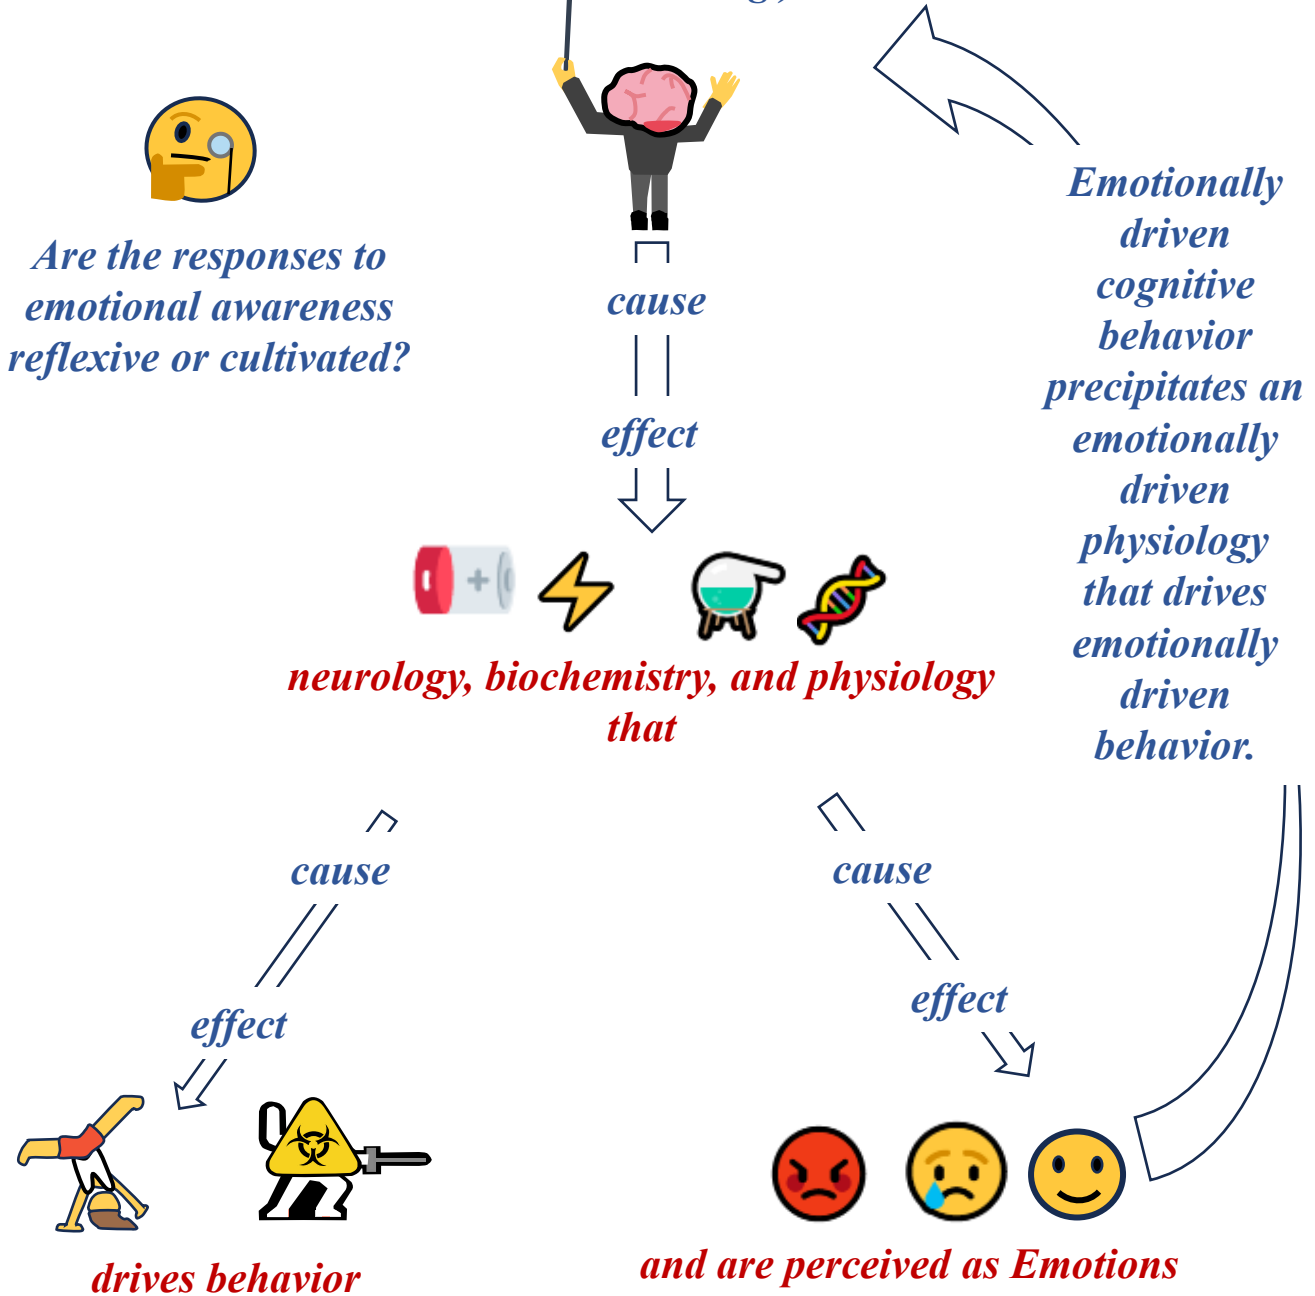 Are the responses to
emotional awareness
reflexive or cultivated?
cause
effect
Emotionally
driven
cognitive
behavior
precipitates an
emotionally
driven
physiology
that drives
emotionally
driven
behavior.
neurology, biochemistry, and physiology
that
cause
effect
cause
effect
drives behavior
and are perceived as Emotions